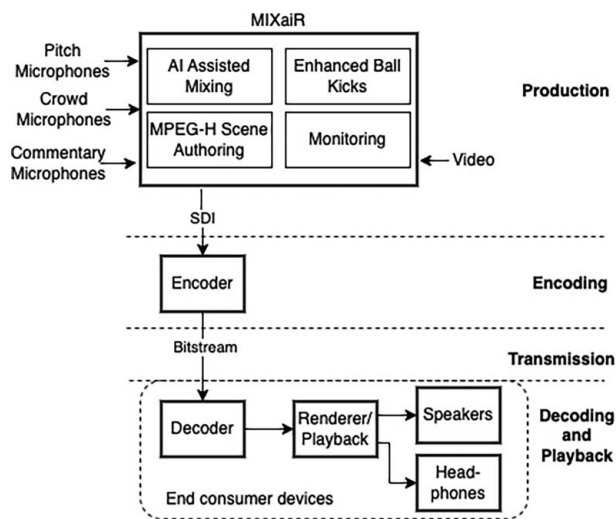 MIXaiR
Pitch
Microphones
AI Assisted
Mixing
Enhanced Ball
Kicks
Production
Crowd
Microphones
MPEG-H Scene
Authoring
Monitoring
Commentary
Microphones
Video
SDI
Encoder
Encoding
Bitstream
Transmission
Decoder
Renderer/
Playback
Speakers
Decoding
and
Playback
Head-
phones
End consumer devices